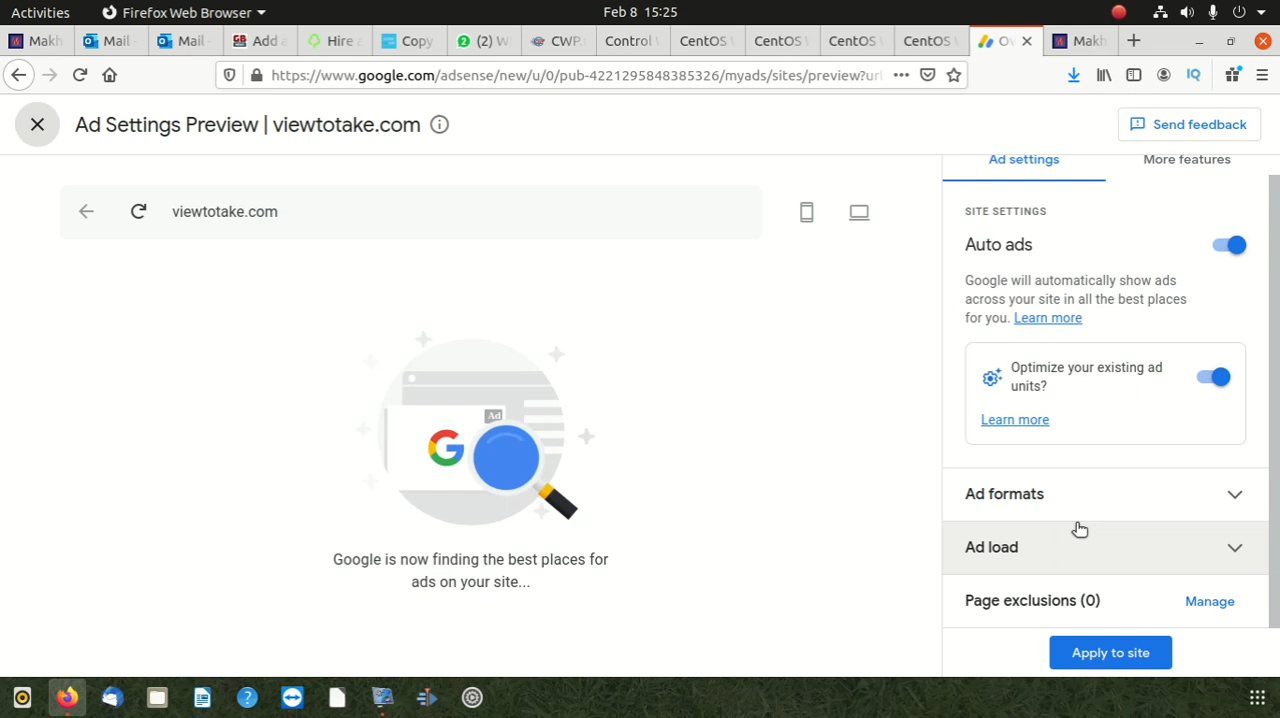 Activities
Firefox Web Browser
Feb 8 15:25
Makh
Mail -
Mail -
Add a
Hire a
Copy
(2) W
CWP.
Control
CentOS
CentOS
CentOS
CentOS
Ov
Makh
https://www.google.com/adsense/new/u/0/pub-4221295848385326/myads/sites/preview?url
IQ
Ad Settings Preview | viewtotake.com
Send feedback
viewtotake.com
Ad settings
More features
SITE SETTINGS
Auto ads
Google will automatically show ads
across your site in all the best places
for you. Learn more
Optimize your existing ad
units?
Learn more
Ad formats
Ad load
Page exclusions (0)
Manage
Apply to site
Ad
G
Google is now finding the best places for
ads on your site...